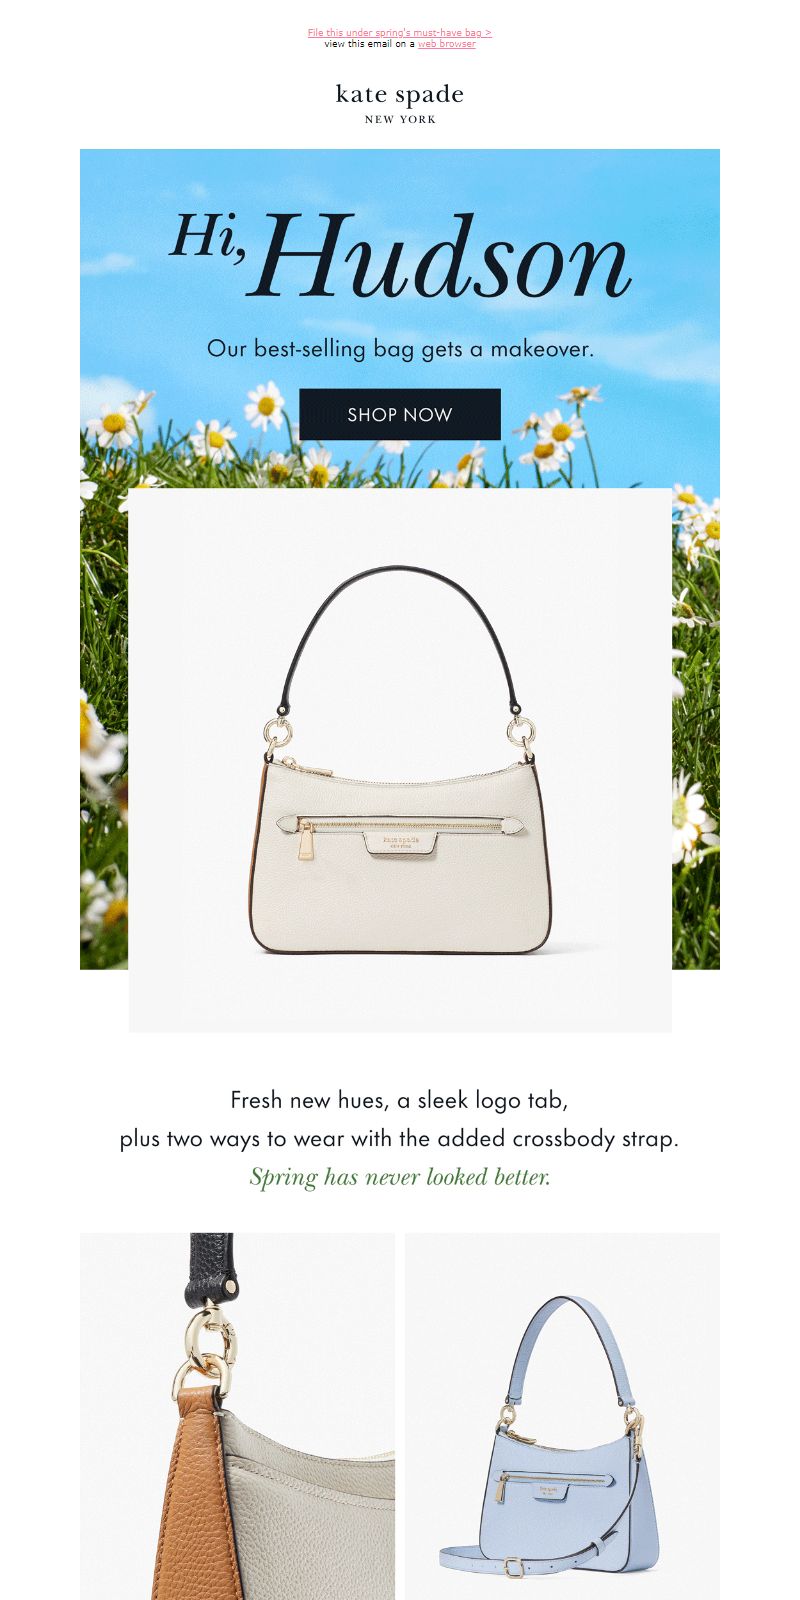 File this under spring's must-have bag >
view this email on a web browser
kate spade
NEW YORK
Hi, Hudson
Our best-selling bag gets a makeover.
SHOP NOW
kate spade
NEW YORK
Fresh new hues, a sleek logo tab,
plus two ways to wear with the added crossbody strap.
Spring has never looked better.
kate spade